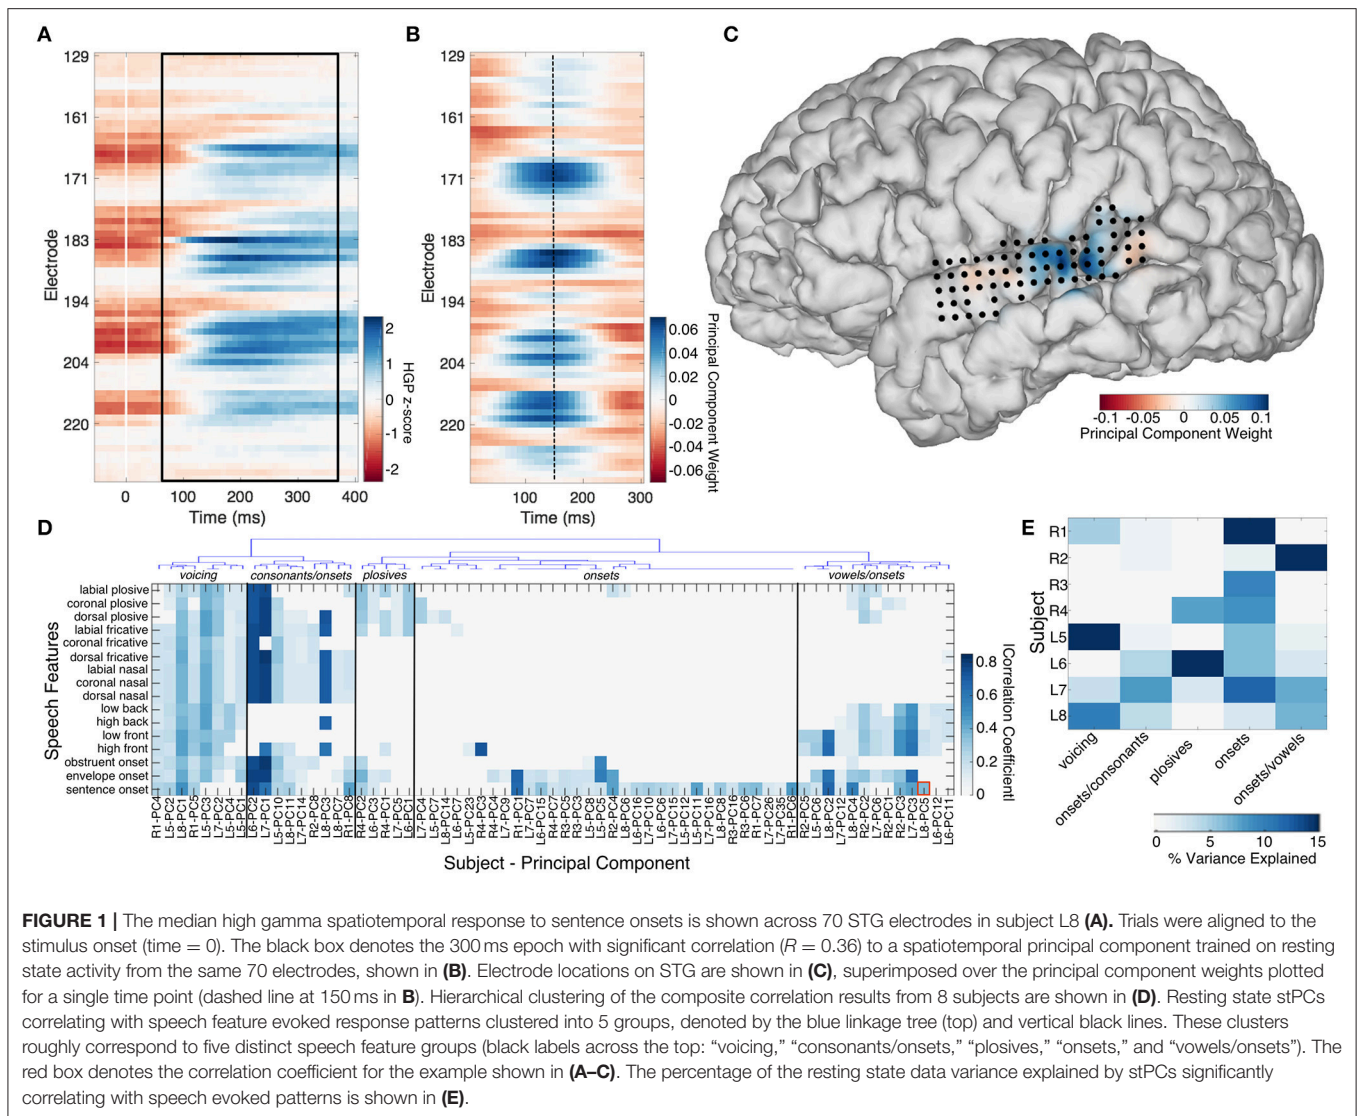 A
B
C
129
161
171
183
194
204
220
Electrode
0
100
200
300
400
Time (ms)
2
1
0
-1
-2
HGP z-score
129
161
171
183
194
204
220
Electrode
100
200
300
Time (ms)
0.06
0.04
0.02
0
-0.02
-0.04
-0.06
Principal Component Weight
-0.1 -0.05 0 0.05 0.1
Principal Component Weight
D
voicing consonants/onsets plosives onsets vowels/onsets
Speech Features
labial plosive
coronal plosive
dorsal plosive
labial fricative
coronal fricative
dorsal fricative
labial nasal
coronal nasal
dorsal nasal
low back
high back
low front
high front
obstruent onset
envelope onset
sentence onset
Subject - Principal Component
0.8
0.6
0.4
0.2
0
|Correlation Coefficient|
E
Subject
R1
R2
R3
R4
L5
L6
L7
L8
voicing
onsets/consonants
plosives
onsets
onsets/vowels
0 5 10 15
% Variance Explained
FIGURE 1 | The median high gamma spatiotemporal response to sentence onsets is shown across 70 STG electrodes in subject L8 (A). Trials were aligned to the
stimulus onset (time = 0). The black box denotes the 300 ms epoch with significant correlation (R = 0.36) to a spatiotemporal principal component trained on resting
state activity from the same 70 electrodes, shown in (B). Electrode locations on STG are shown in (C), superimposed over the principal component weights plotted
for a single time point (dashed line at 150 ms in B). Hierarchical clustering of the composite correlation results from 8 subjects are shown in (D). Resting state stPCs
correlating with speech feature evoked response patterns clustered into 5 groups, denoted by the blue linkage tree (top) and vertical black lines. These clusters
roughly correspond to five distinct speech feature groups (black labels across the top: “voicing,” “consonants/onsets,” “plosives,” “onsets,” and “vowels/onsets”). The
red box denotes the correlation coefficient for the example shown in (A–C). The percentage of the resting state data variance explained by stPCs significantly
correlating with speech evoked patterns is shown in (E).